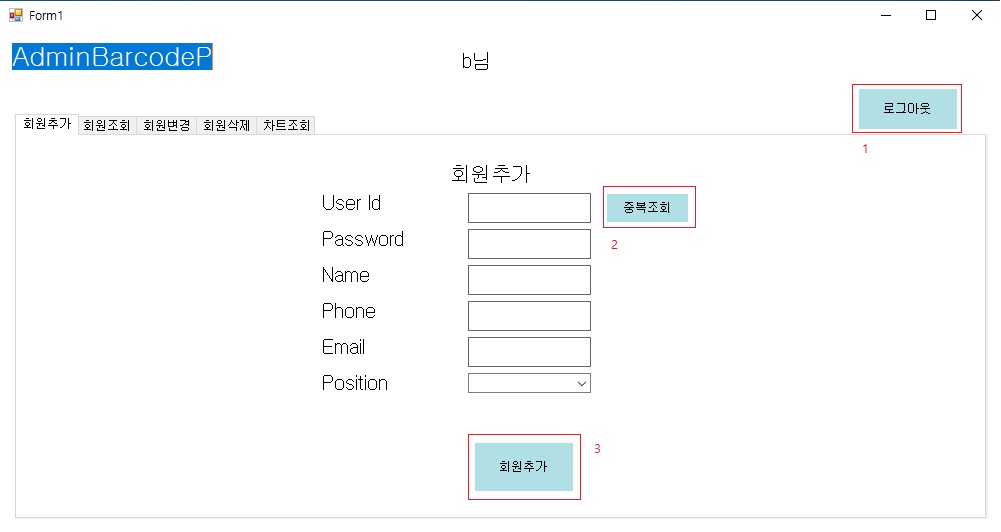 Form1
AdminBarcodeP
b님
로그아웃
1
회원추가 회원조회 회원변경 회원삭제 차트조회
회원추가
User Id
중복조회
2
Password
Name
Phone
Email
Position
회원추가
3